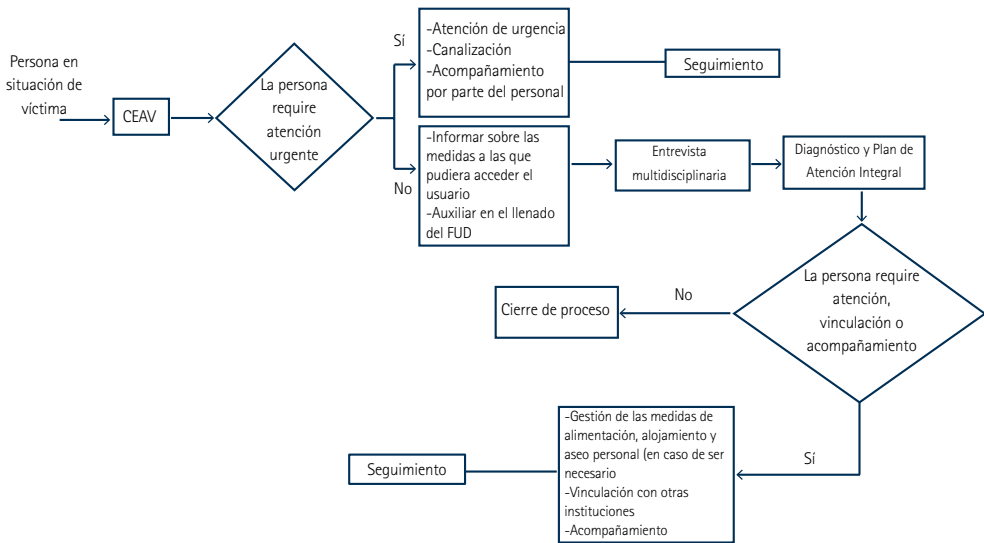 Persona en
situación de
víctima
CEAV
La persona
require
atención
urgente
Sí
-Atención de urgencia
-Canalización
-Acompañamiento
por parte del personal
Seguimiento
No
-Informar sobre las
medidas a las que
pudiera acceder el
usuario
-Auxiliar en el llenado
del FUD
Entrevista
multidisciplinaria
Diagnóstico y Plan de
Atención Integral
La persona require
atención,
vinculación o
acompañamiento
No
Cierre de proceso
Sí
-Gestión de las medidas de
alimentación, alojamiento y
aseo personal (en caso de ser
necesario
-Vinculación con otras
instituciones
-Acompañamiento
Seguimiento